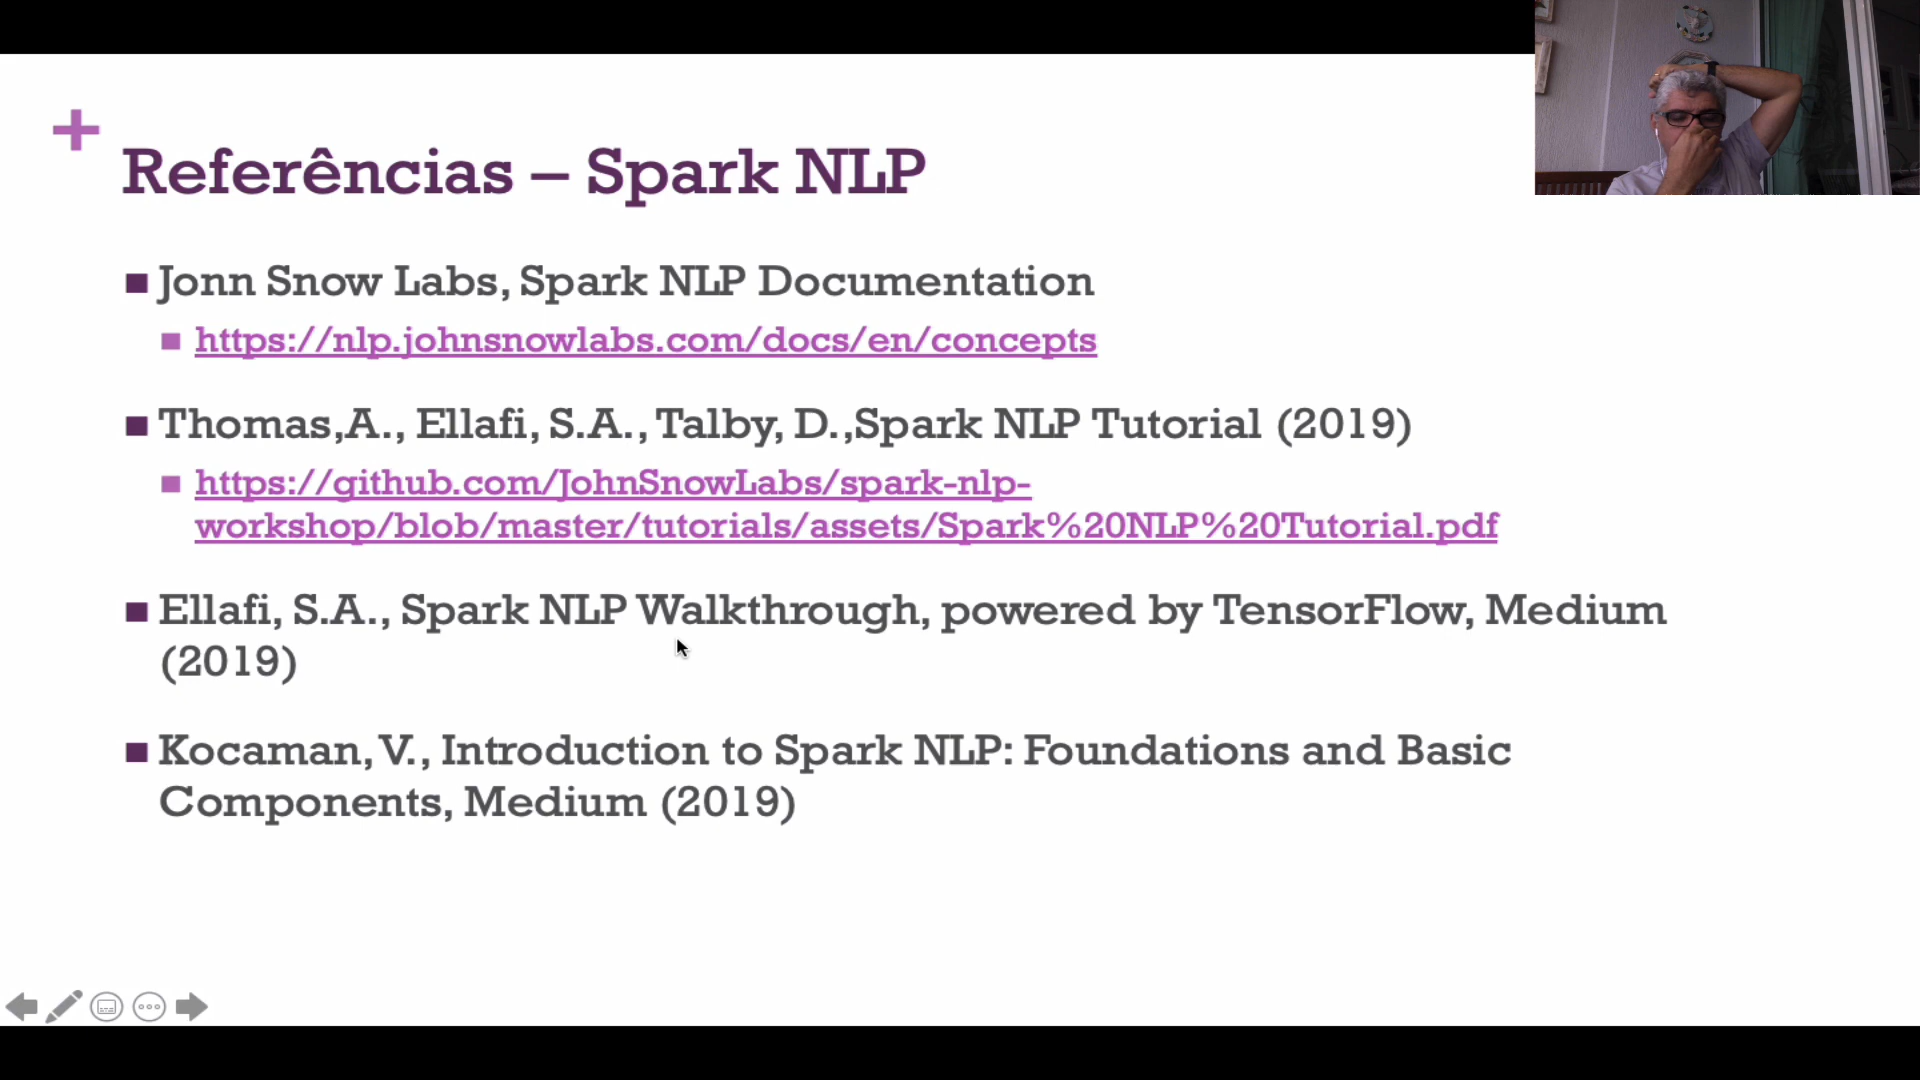 +
Referências – Spark NLP
Jonn Snow Labs, Spark NLP Documentation
https://nlp.johnsnowlabs.com/docs/en/concepts
Thomas,A., Ellafi, S.A., Talby, D.,Spark NLP Tutorial (2019)
https://github.com/JohnSnowLabs/spark-nlp-
workshop/blob/master/tutorials/assets/Spark%20NLP%20Tutorial.pdf
Ellafi, S.A., Spark NLP Walkthrough, powered by TensorFlow, Medium
(2019)
Kocaman, V., Introduction to Spark NLP: Foundations and Basic
Components, Medium (2019)